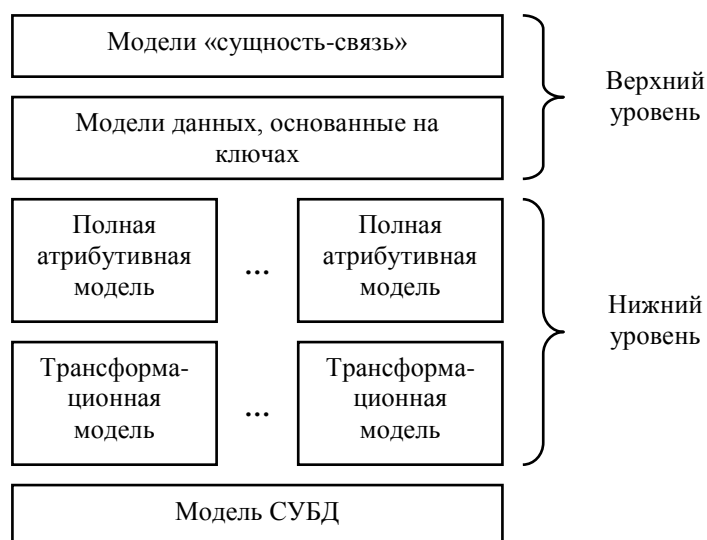 Модели «сущность-связь»
Модели данных, основанные на
ключах
Верхний
уровень
Полная
атрибутивная
модель
...
Полная
атрибутивная
модель
Трансформа-
ционная
модель
...
Трансформа-
ционная
модель
Нижний
уровень
Модель СУБД